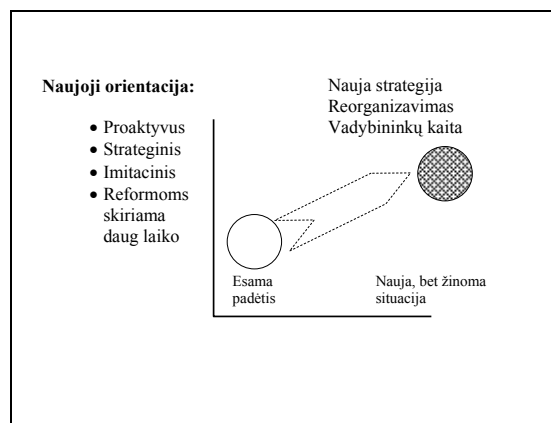 Naujoji orientacija:
• Proaktyvus
• Strateginis
• Imitacinis
• Reformoms
skiriama
daug laiko
Nauja strategija
Reorganizavimas
Vadybininkų kaita
Esama
padėtis
Nauja, bet žinoma
situacija